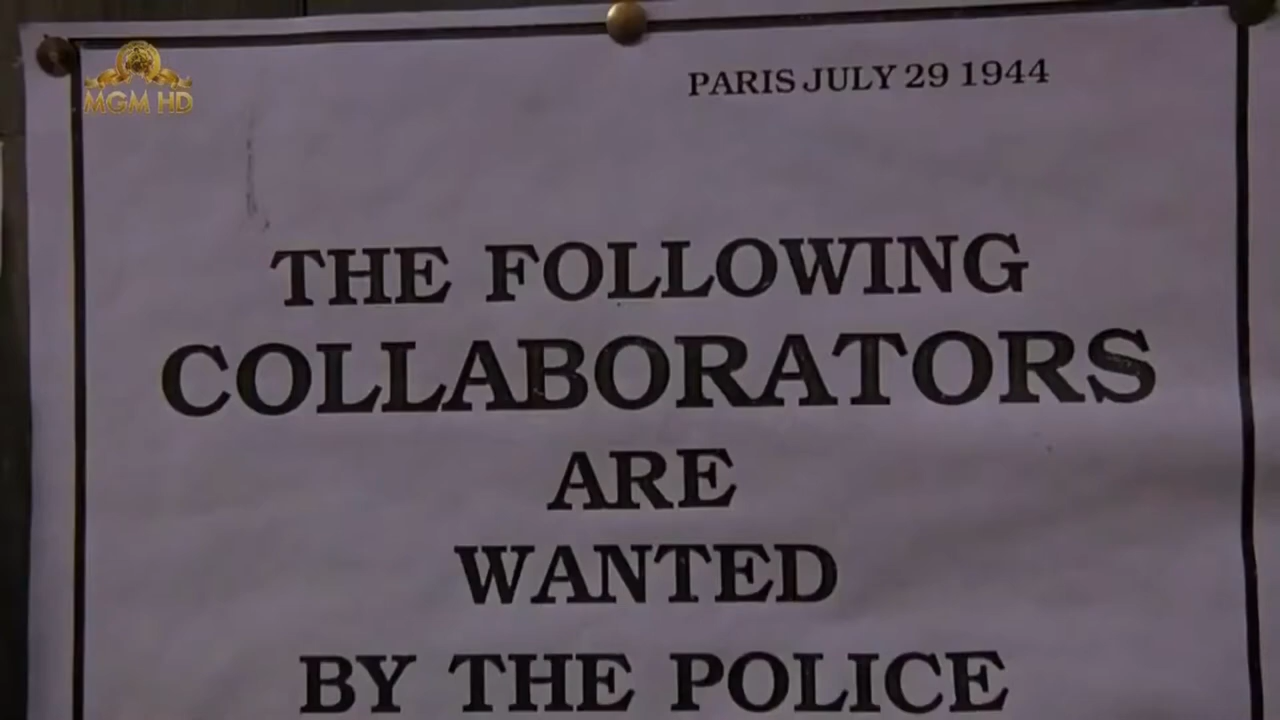 MGM HD
PARIS JULY 29 1944
THE FOLLOWING
COLLABORATORS
ARE
WANTED
BY THE POLICE